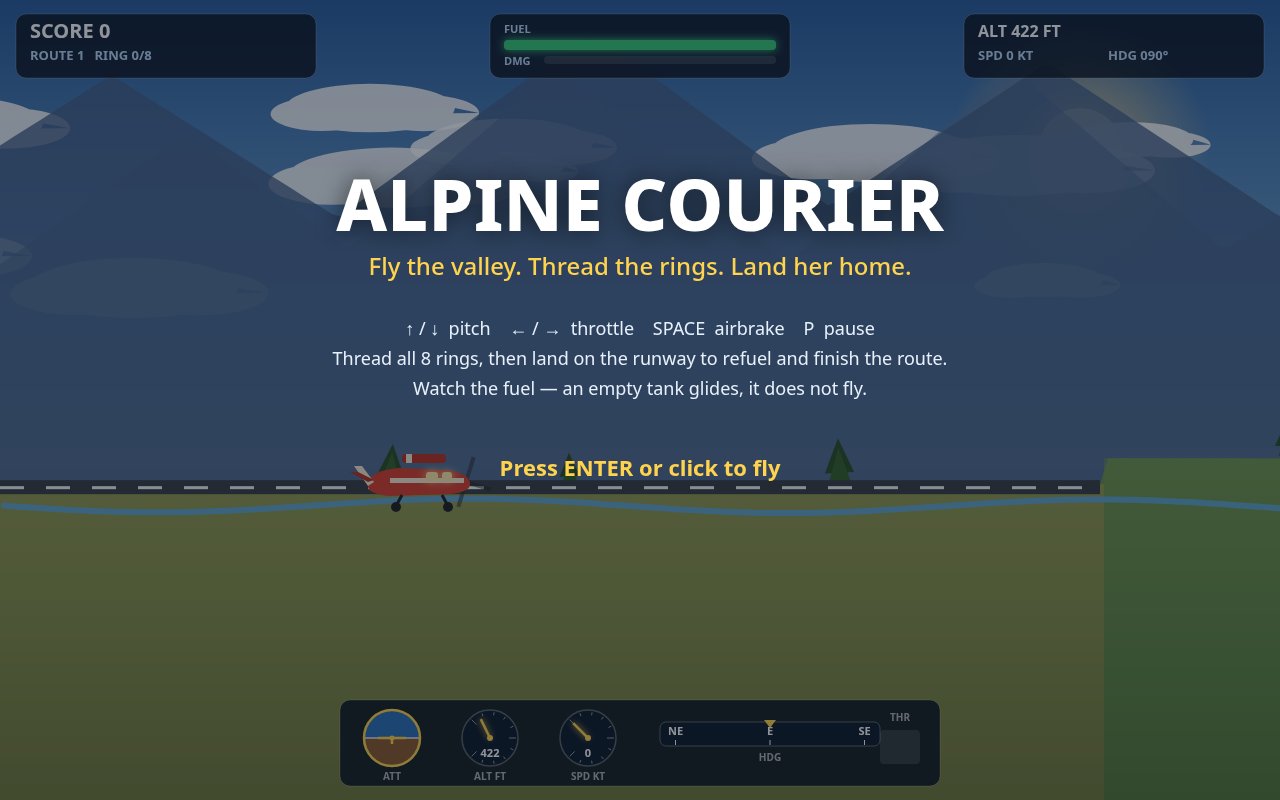 SCORE 0
ROUTE 1 RING 0/8
FUEL
DMG
ALT 422 FT
SPD 0 KT HDG 090°
ALPINE COURIER
Fly the valley. Thread the rings. Land her home.
↑ / ↓ pitch ← / → throttle SPACE airbrake P pause
Thread all 8 rings, then land on the runway to refuel and finish the route.
Watch the fuel — an empty tank glides, it does not fly.
Press ENTER or click to fly
NE E SE
THR
422
0
HDG
ATT
ALT FT
SPD KT